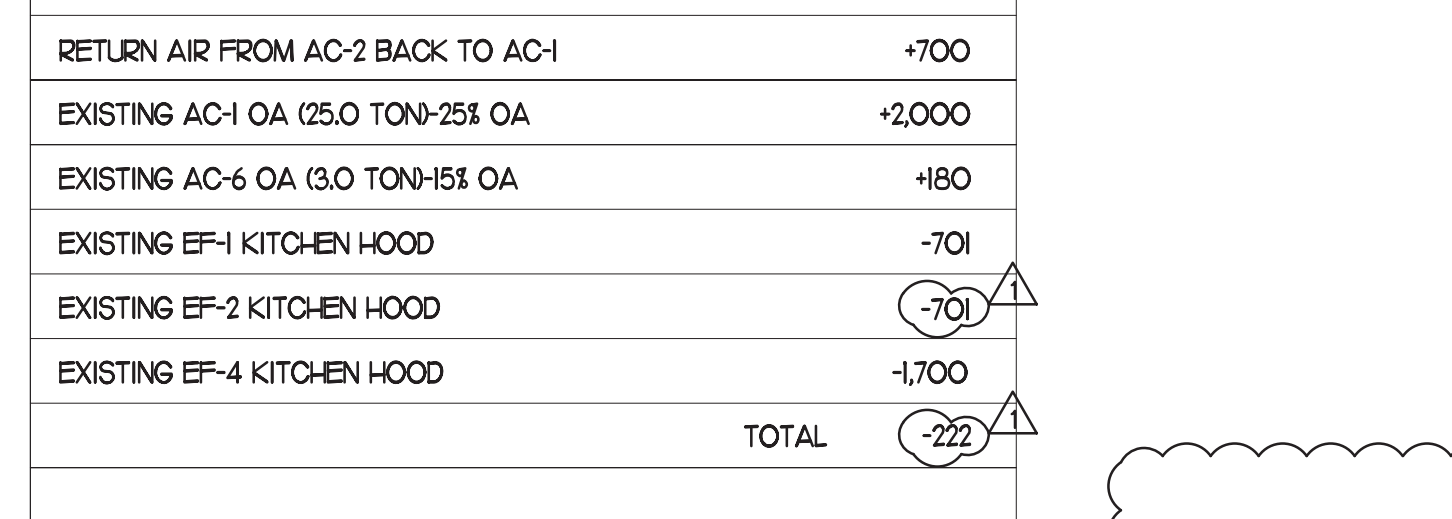 RETURN AIR FROM AC-2 BACK TO AC-1 +700
EXISTING AC-1 OA (25.0 TON)-25% OA +2,000
EXISTING AC-6 OA (3.0 TON)-15% OA +180
EXISTING EF-1 KITCHEN HOOD -701
EXISTING EF-2 KITCHEN HOOD -701 1
EXISTING EF-4 KITCHEN HOOD -1,700
TOTAL -222 1